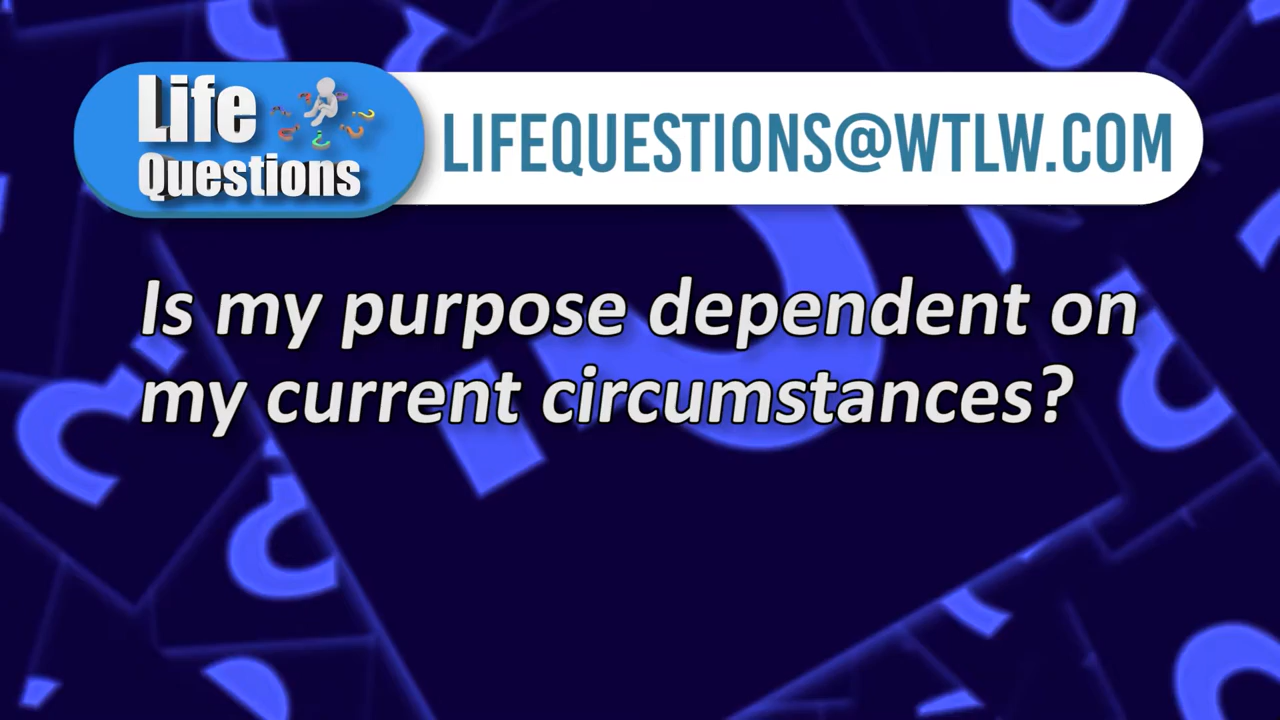 Life
Questions
LIFEQUESTIONS@WTLW.COM
Is my purpose dependent on
my current circumstances?